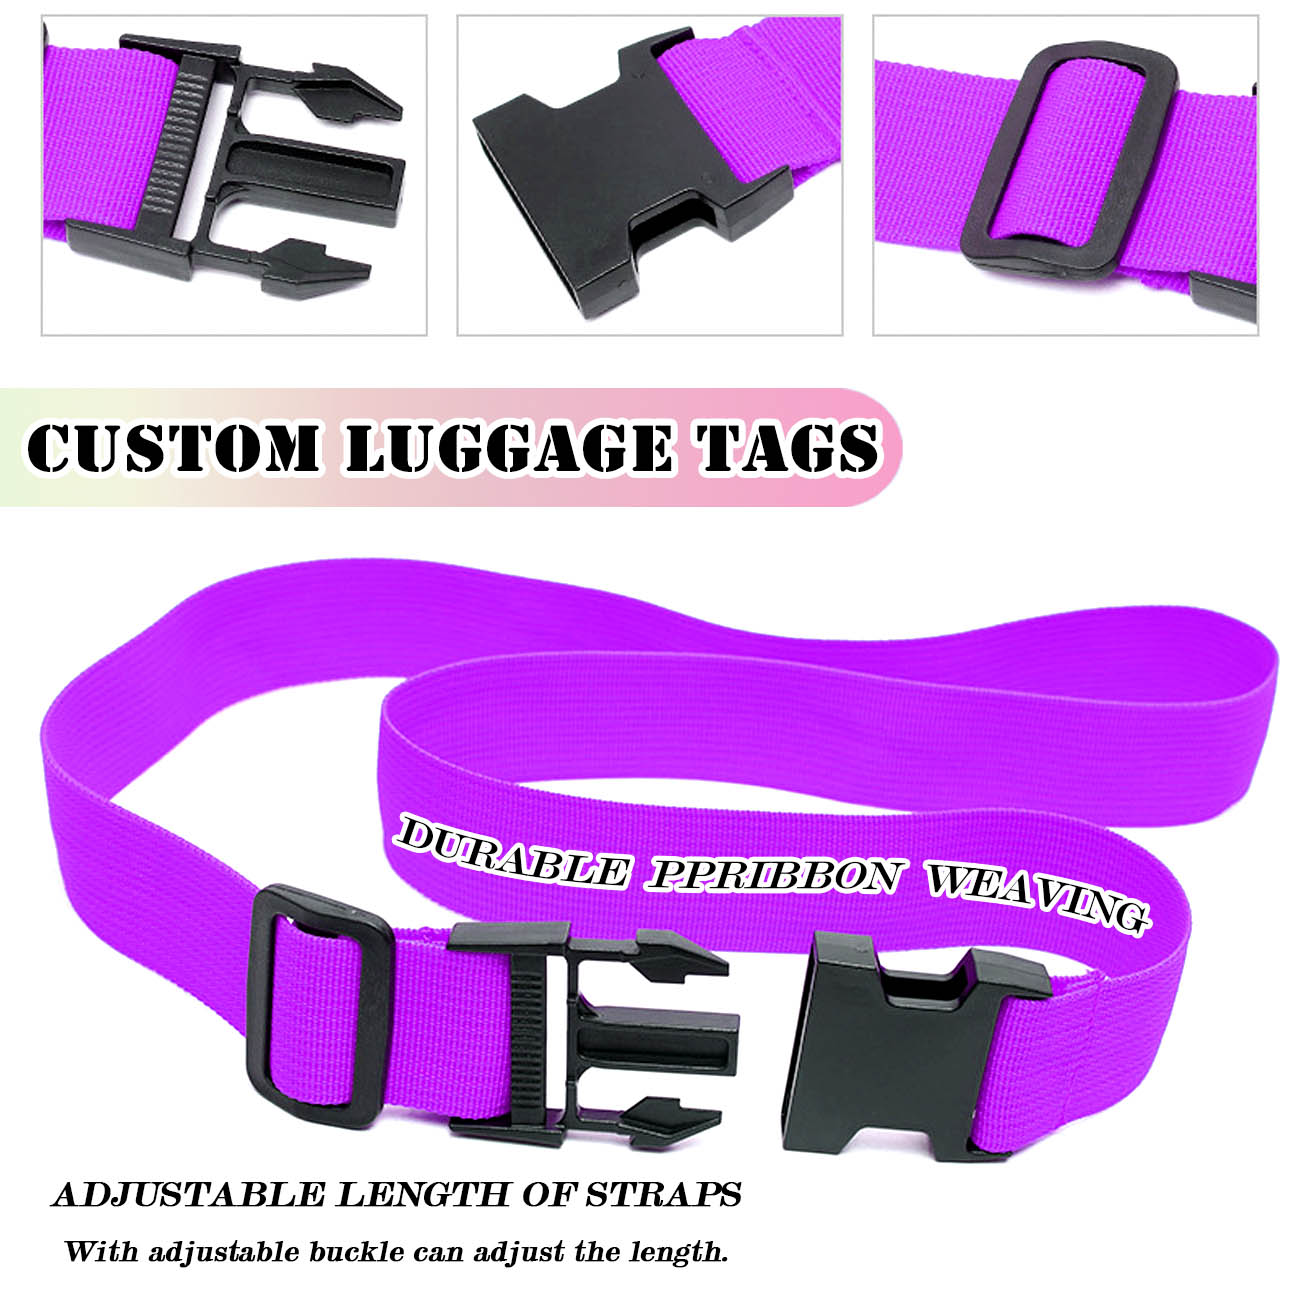 CUSTOM LUGGAGE TAGS
DURABLE PPRIBBON WEAVING
ADJUSTABLE LENGTH OF STRAPS
With adjustable buckle can adjust the length.